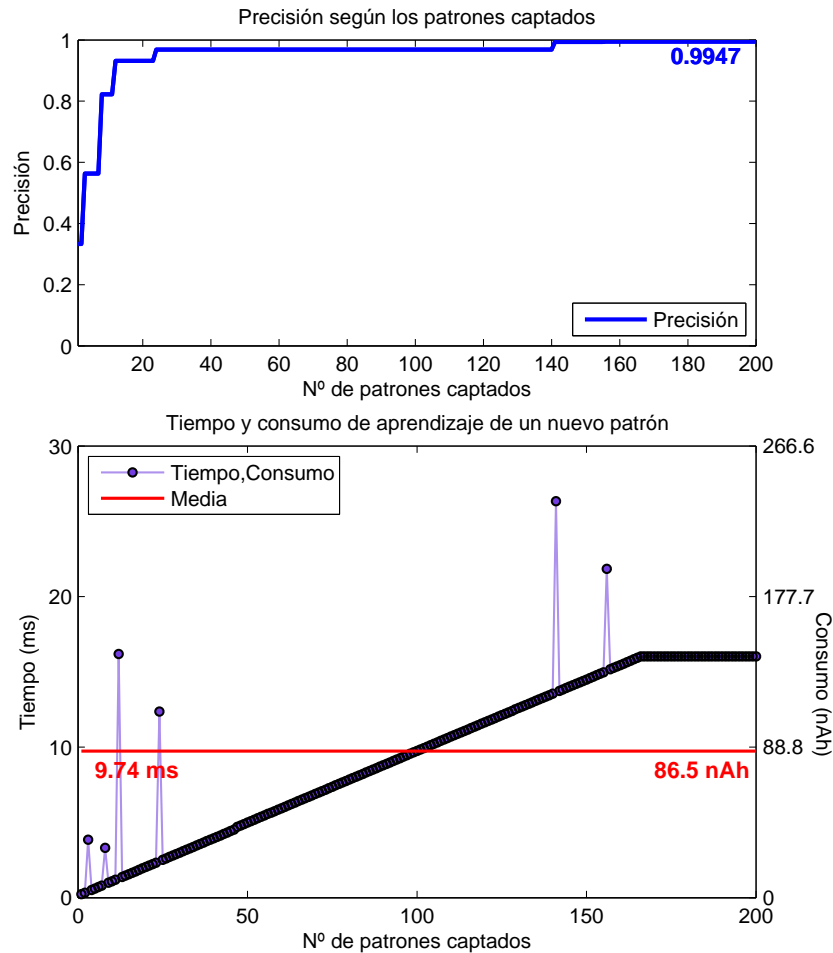 Precisión según los patrones captados
1
0.8
0.6
0.4
0.2
0
Precisión
0.9947
Precisión
20 40 60 80 100 120 140 160 180 200
Nº de patrones captados
Tiempo y consumo de aprendizaje de un nuevo patrón
30
20
10
0
Tiempo (ms)
Tiempo,Consumo
Media
9.74 ms
86.5 nAh
266.6
177.7
88.8
0
Consumo (nAh)
0 50 100 150 200
Nº de patrones captados